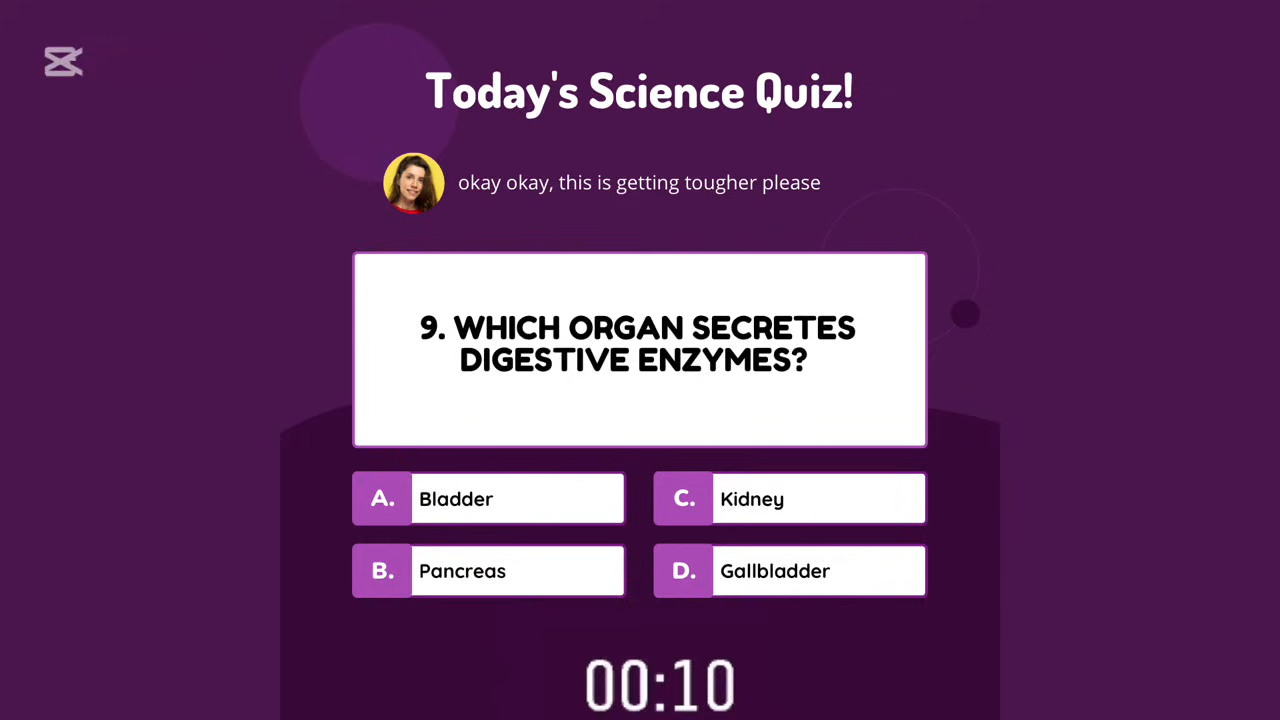 Today's Science Quiz!
okay okay, this is getting tougher please
9. WHICH ORGAN SECRETES
DIGESTIVE ENZYMES?
A. Bladder
C. Kidney
B. Pancreas
D. Gallbladder
00:10